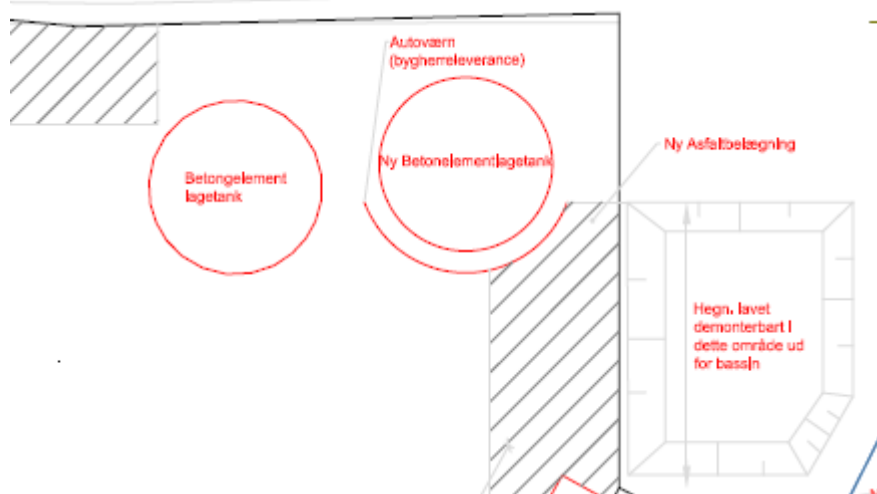 Autoværn
(bygherreleverance)
Ny Betonelementlagetank
Betongelement
lagetank
Ny Asfaltbelægning
Hegn. lavet
demonterbart i
dette område ud
for bassin